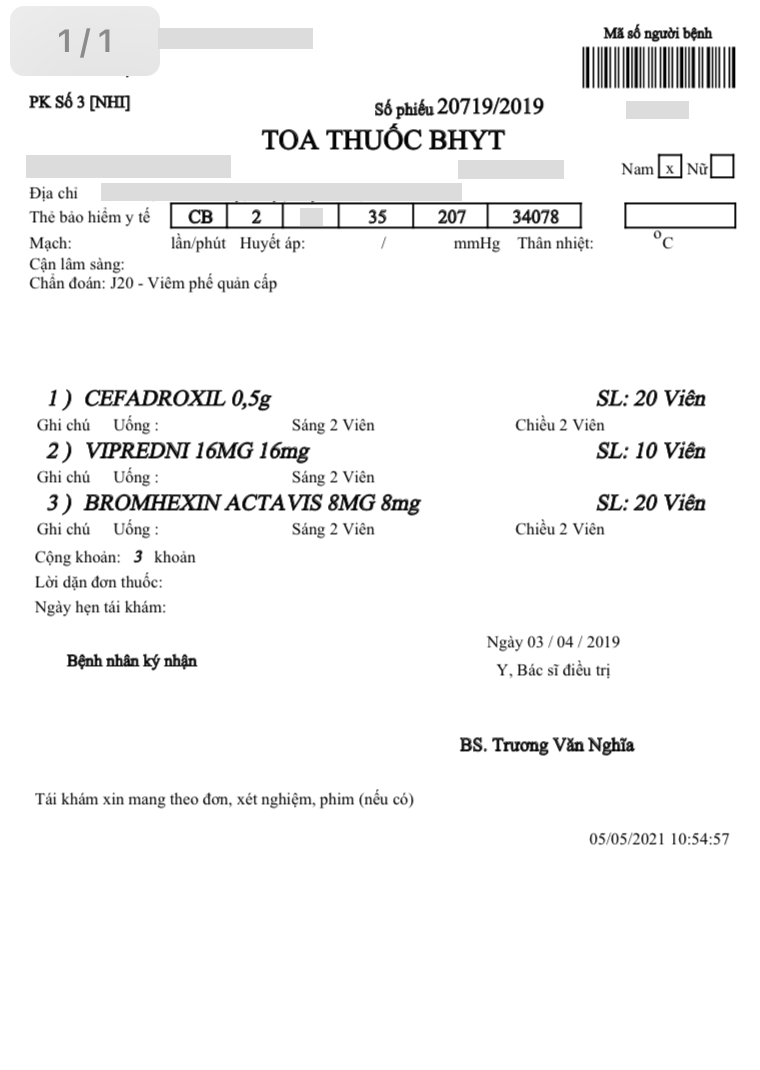 1/1
Mã số người bệnh
PK Số 3 [NHI]
Số phiếu 20719/2019
TOA THUỐC BHYT
Nam x Nữ
Địa chỉ
Thẻ bảo hiểm y tế CB 2 35 207 34078
Mạch: lần/phút Huyết áp: / mmHg Thân nhiệt: °C
Cận lâm sàng:
Chẩn đoán: J20 - Viêm phế quản cấp
1 ) CEFADROXIL 0,5g SL: 20 Viên
Ghi chú Uống : Sáng 2 Viên Chiều 2 Viên
2 ) VIPREDNI 16MG 16mg SL: 10 Viên
Ghi chú Uống : Sáng 2 Viên
3 ) BROMHEXIN ACTAVIS 8MG 8mg SL: 20 Viên
Ghi chú Uống : Sáng 2 Viên Chiều 2 Viên
Cộng khoản: 3 khoản
Lời dặn đơn thuốc:
Ngày hẹn tái khám:
Ngày 03 / 04 / 2019
Bệnh nhân ký nhận
Y, Bác sĩ điều trị
BS. Trương Văn Nghĩa
Tái khám xin mang theo đơn, xét nghiệm, phim (nếu có)
05/05/2021 10:54:57